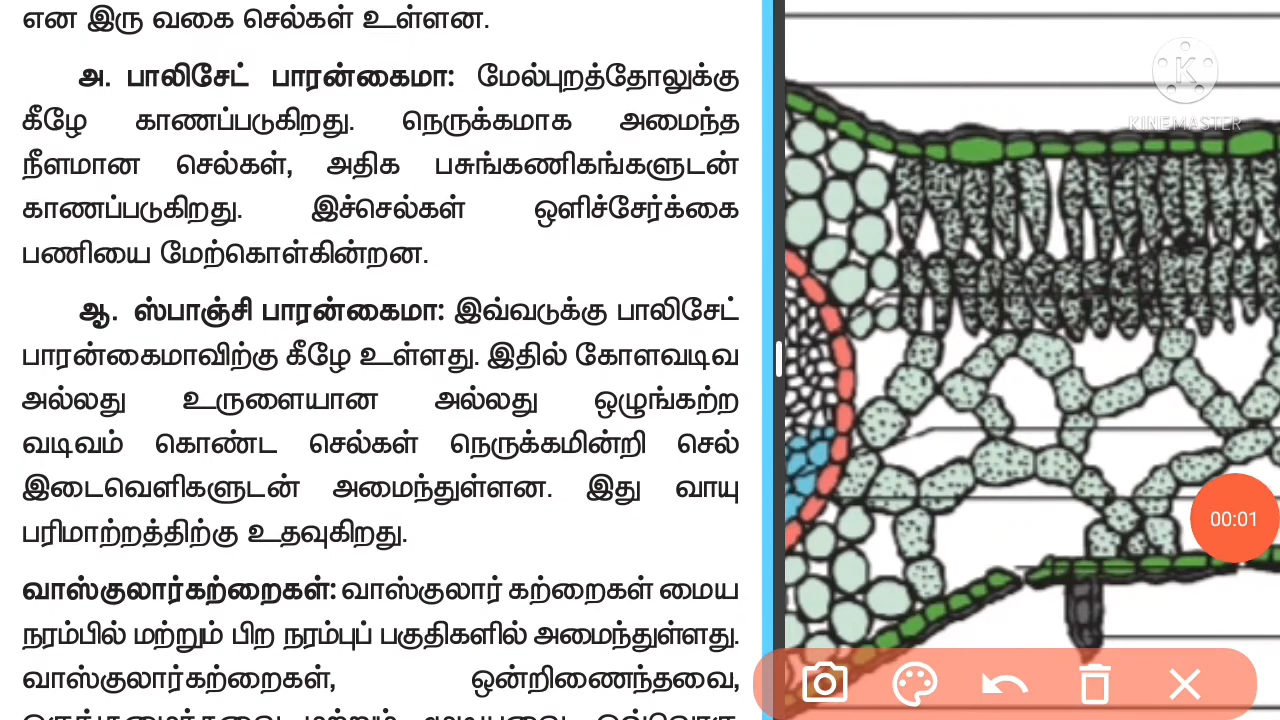 என இரு வகை செல்கள் உள்ளன.
அ. பாலிசேட் பாரன்கைமா: மேல்புறத்தோலுக்கு
கீழே காணப்படுகிறது. நெருக்கமாக அமைந்த
நீளமான செல்கள், அதிக பசுங்கணிகங்களுடன்
காணப்படுகிறது. இச்செல்கள் ஒளிச்சேர்க்கை
பணியை மேற்கொள்கின்றன.
ஆ. ஸ்பாஞ்சி பாரன்கைமா: இவ்வடுக்கு பாலிசேட்
பாரன்கைமாவிற்கு கீழே உள்ளது. இதில் கோளவடிவ
அல்லது உருளையான அல்லது ஒழுங்கற்ற
வடிவம் கொண்ட செல்கள் நெருக்கமின்றி செல்
இடைவெளிகளுடன் அமைந்துள்ளன. இது வாயு
பரிமாற்றத்திற்கு உதவுகிறது.
வாஸ்குலார்கற்றைகள்: வாஸ்குலார் கற்றைகள் மைய
நரம்பில் மற்றும் பிற நரம்புப் பகுதிகளில் அமைந்துள்ளது.
வாஸ்குலார்கற்றைகள், ஒன்றிணைந்தவை,
K
KINEMASTER
00:01